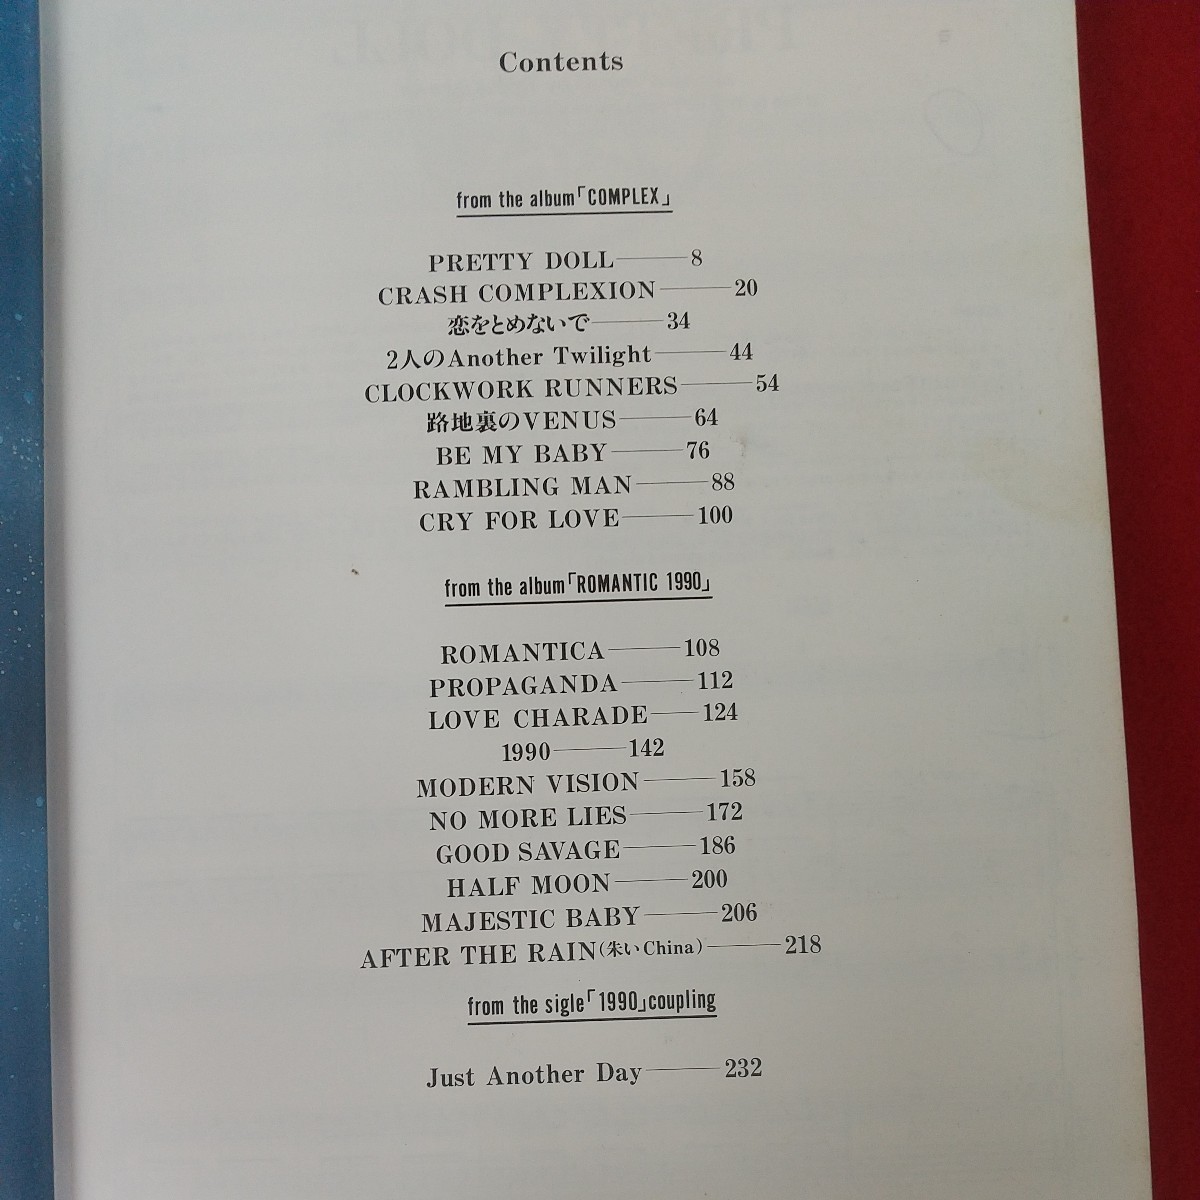 Contents
from the album「COMPLEX」
PRETTY DOLL——8
CRASH COMPLEXION——20
恋をとめないで——34
2人のAnother Twilight——44
CLOCKWORK RUNNERS——54
路地裏のVENUS——64
BE MY BABY——76
RAMBLING MAN——88
CRY FOR LOVE——100
from the album「ROMANTIC 1990」
ROMANTICA——108
PROPAGANDA——112
LOVE CHARADE——124
1990——142
MODERN VISION——158
NO MORE LIES——172
GOOD SAVAGE——186
HALF MOON——200
MAJESTIC BABY——206
AFTER THE RAIN(朱いChina)——218
from the sigle「1990」coupling
Just Another Day——232